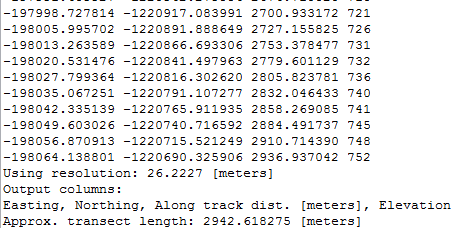 -197998.727814 -1220917.083991 2700.933172 721
-198005.995702 -1220891.888649 2727.155825 726
-198013.263589 -1220866.693306 2753.378477 731
-198020.531476 -1220841.497963 2779.601129 732
-198027.799364 -1220816.302620 2805.823781 736
-198035.067251 -1220791.107277 2832.046433 740
-198042.335139 -1220765.911935 2858.269085 741
-198049.603026 -1220740.716592 2884.491737 745
-198056.870913 -1220715.521249 2910.714390 748
-198064.138801 -1220690.325906 2936.937042 752
Using resolution: 26.2227 [meters]
Output columns:
Easting, Northing, Along track dist. [meters], Elevation
Approx. transect length: 2942.618275 [meters]